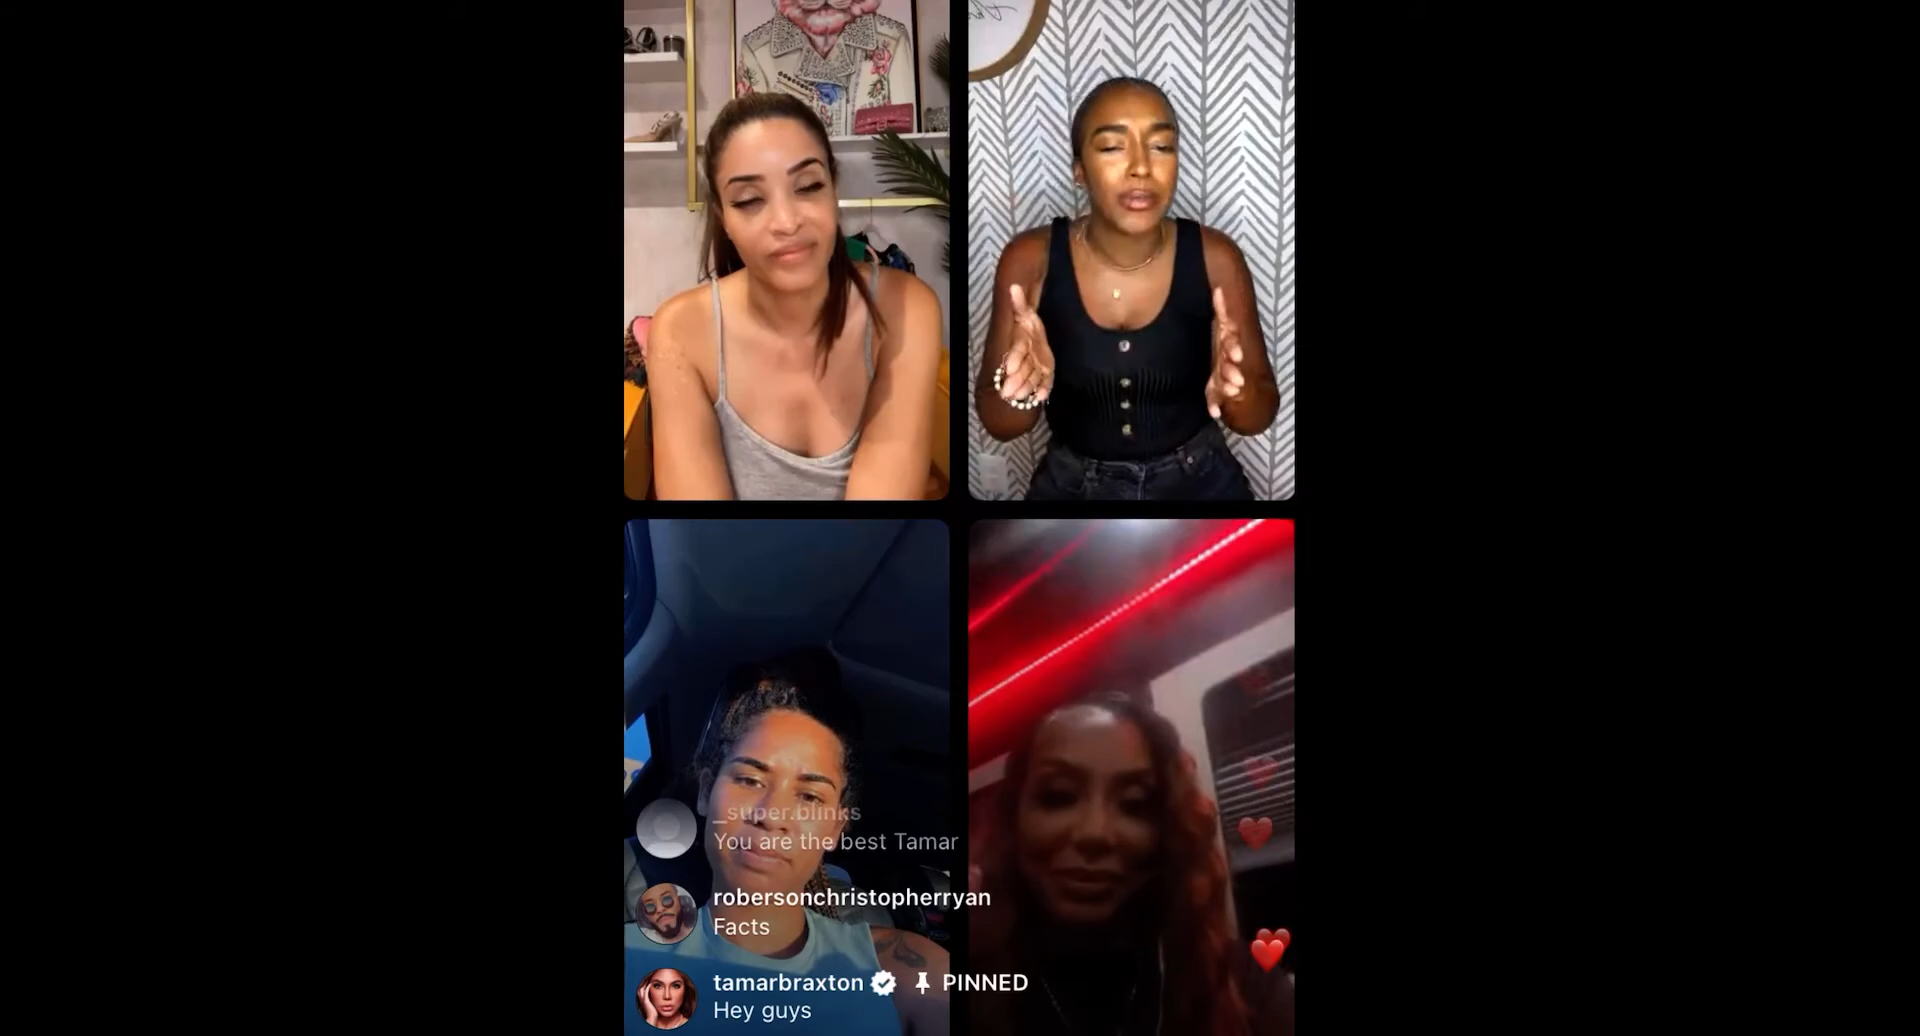 _super.blinks
You are the best Tamar
robersonchristopherryan
Facts
tamarbraxton PINNED
Hey guys